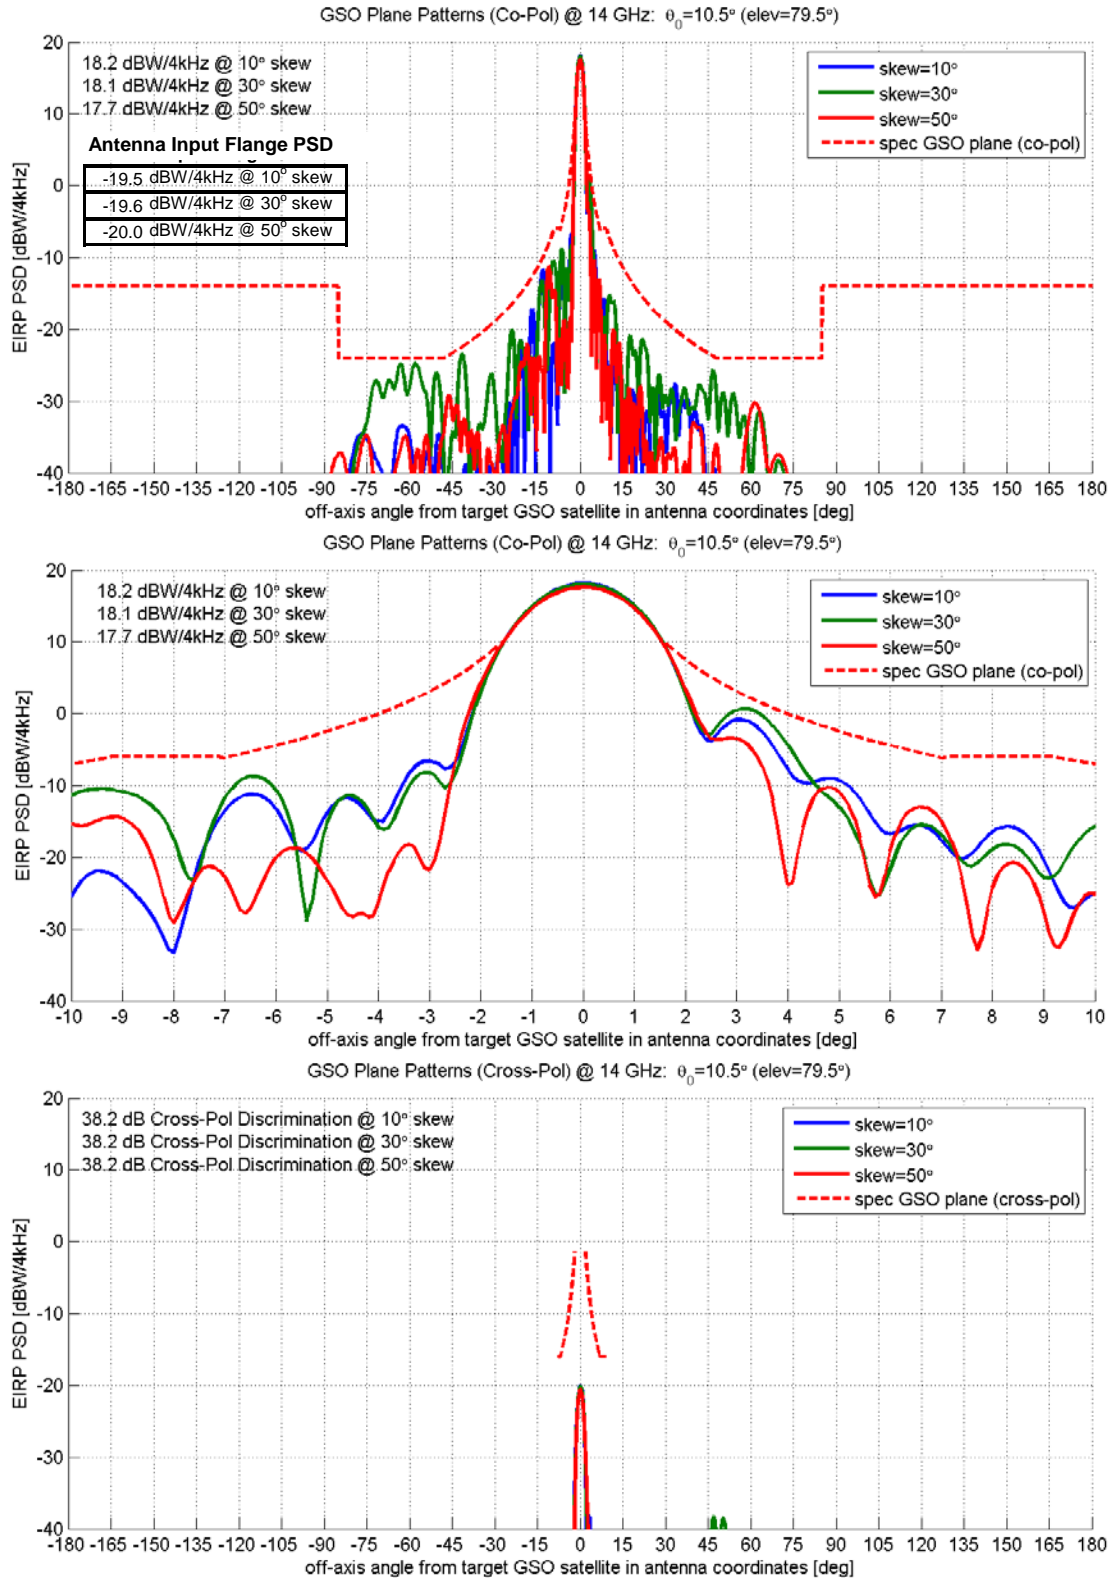 GSO Plane Patterns (Co-Pol) @ 14 GHz: θ0=10.5° (elev=79.5°)
18.2 dBW/4kHz @ 10° skew
18.1 dBW/4kHz @ 30° skew
17.7 dBW/4kHz @ 50° skew
Antenna Input Flange PSD
-19.5 dBW/4kHz @ 10° skew
-19.6 dBW/4kHz @ 30° skew
-20.0 dBW/4kHz @ 50° skew
skew=10°
skew=30°
skew=50°
spec GSO plane (co-pol)
EIRP PSD [dBW/4kHz]
20
10
0
-10
-20
-30
-40
-180 -165 -150 -135 -120 -105 -90 -75 -60 -45 -30 -15 0 15 30 45 60 75 90 105 120 135 150 165 180
off-axis angle from target GSO satellite in antenna coordinates [deg]
GSO Plane Patterns (Co-Pol) @ 14 GHz: θ0=10.5° (elev=79.5°)
18.2 dBW/4kHz @ 10° skew
18.1 dBW/4kHz @ 30° skew
17.7 dBW/4kHz @ 50° skew
skew=10°
skew=30°
skew=50°
spec GSO plane (co-pol)
EIRP PSD [dBW/4kHz]
20
10
0
-10
-20
-30
-40
-10 -9 -8 -7 -6 -5 -4 -3 -2 -1 0 1 2 3 4 5 6 7 8 9 10
off-axis angle from target GSO satellite in antenna coordinates [deg]
GSO Plane Patterns (Cross-Pol) @ 14 GHz: θ0=10.5° (elev=79.5°)
38.2 dB Cross-Pol Discrimination @ 10° skew
38.2 dB Cross-Pol Discrimination @ 30° skew
38.2 dB Cross-Pol Discrimination @ 50° skew
skew=10°
skew=30°
skew=50°
spec GSO plane (cross-pol)
EIRP PSD [dBW/4kHz]
20
10
0
-10
-20
-30
-40
-180 -165 -150 -135 -120 -105 -90 -75 -60 -45 -30 -15 0 15 30 45 60 75 90 105 120 135 150 165 180
off-axis angle from target GSO satellite in antenna coordinates [deg]